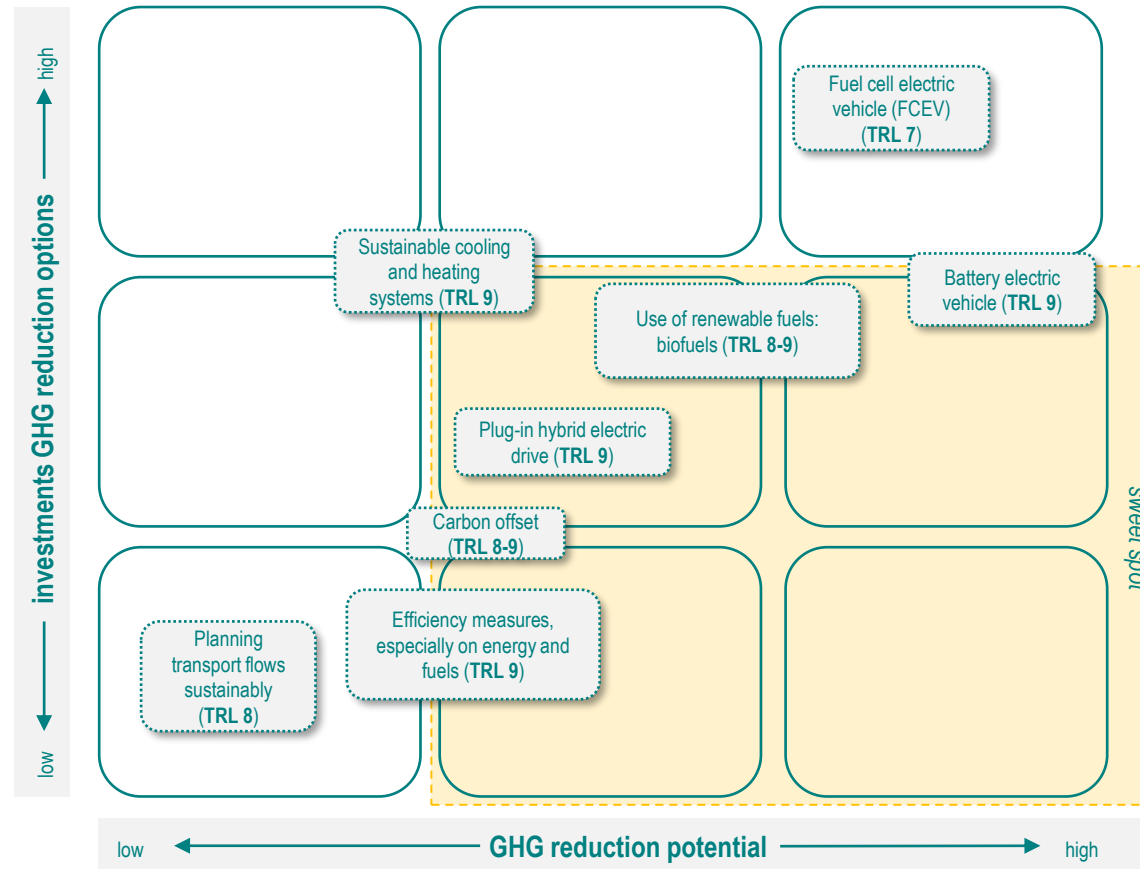 high
investments GHG reduction options
low
Fuel cell electric
vehicle (FCEV)
(TRL 7)
Sustainable cooling
and heating
systems (TRL 9)
Battery electric
vehicle (TRL 9)
Use of renewable fuels:
biofuels (TRL 8-9)
Plug-in hybrid electric
drive (TRL 9)
sweet spot
Carbon offset
(TRL 8-9)
Efficiency measures,
especially on energy and
fuels (TRL 9)
Planning
transport flows
sustainably
(TRL 8)
low
GHG reduction potential
high